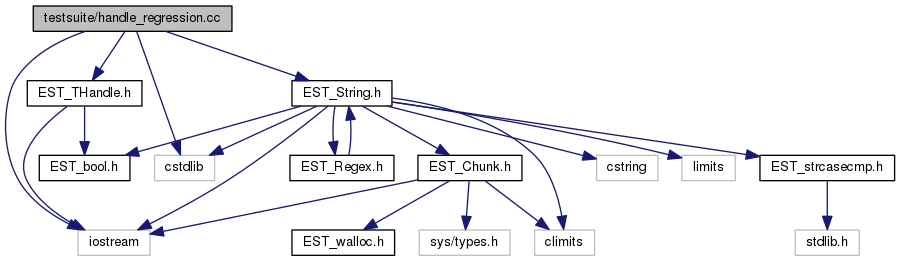 testsuite/handle_regression.cc
EST_THandle.h
EST_String.h
EST_bool.h
cstdlib
EST_Regex.h
EST_Chunk.h
cstring
limits
EST_strcasecmp.h
iostream
EST_walloc.h
sys/types.h
climits
stdlib.h